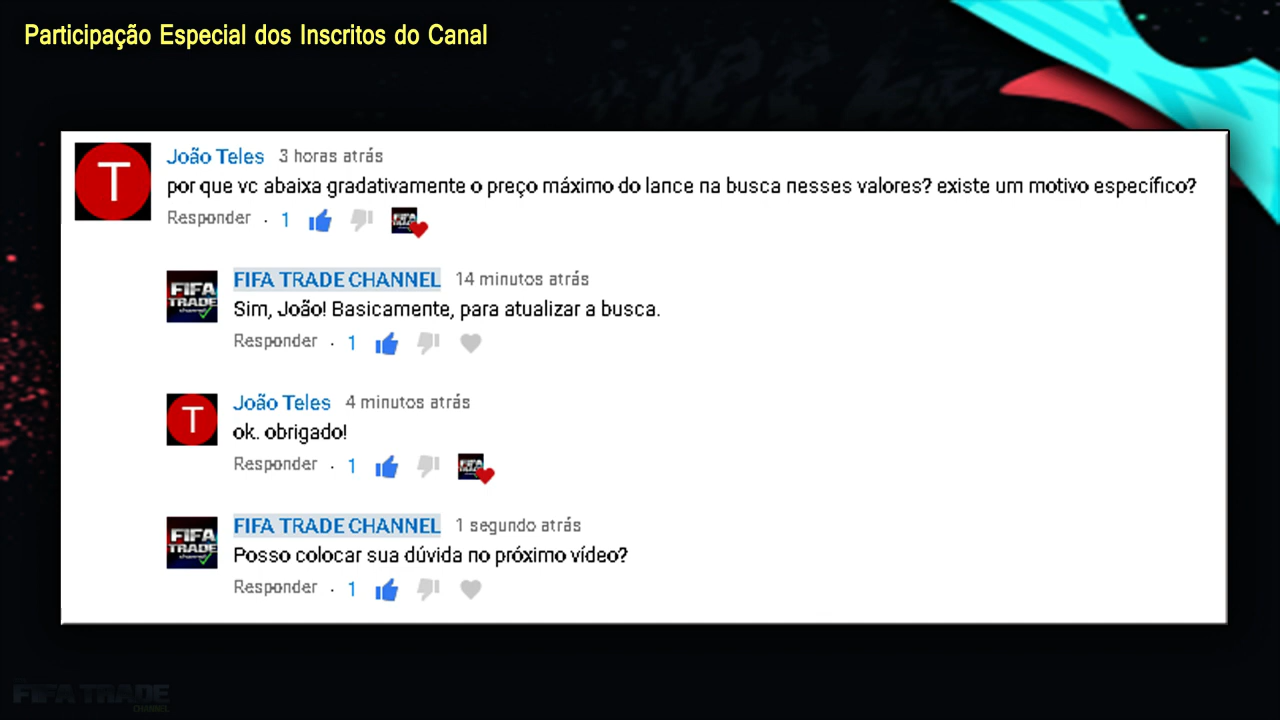 Participação Especial dos Inscritos do Canal
T
João Teles 3 horas atrás
por que vc abaixa gradativamente o preço máximo do lance na busca nesses valores? existe um motivo específico?
Responder · 1
FIFA TRADE CHANNEL 14 minutos atrás
Sim, João! Basicamente, para atualizar a busca.
Responder · 1
T
João Teles 4 minutos atrás
ok. obrigado!
Responder · 1
FIFA TRADE CHANNEL 1 segundo atrás
Posso colocar sua dúvida no próximo vídeo?
Responder · 1
FIFA TRADE
CHANNEL